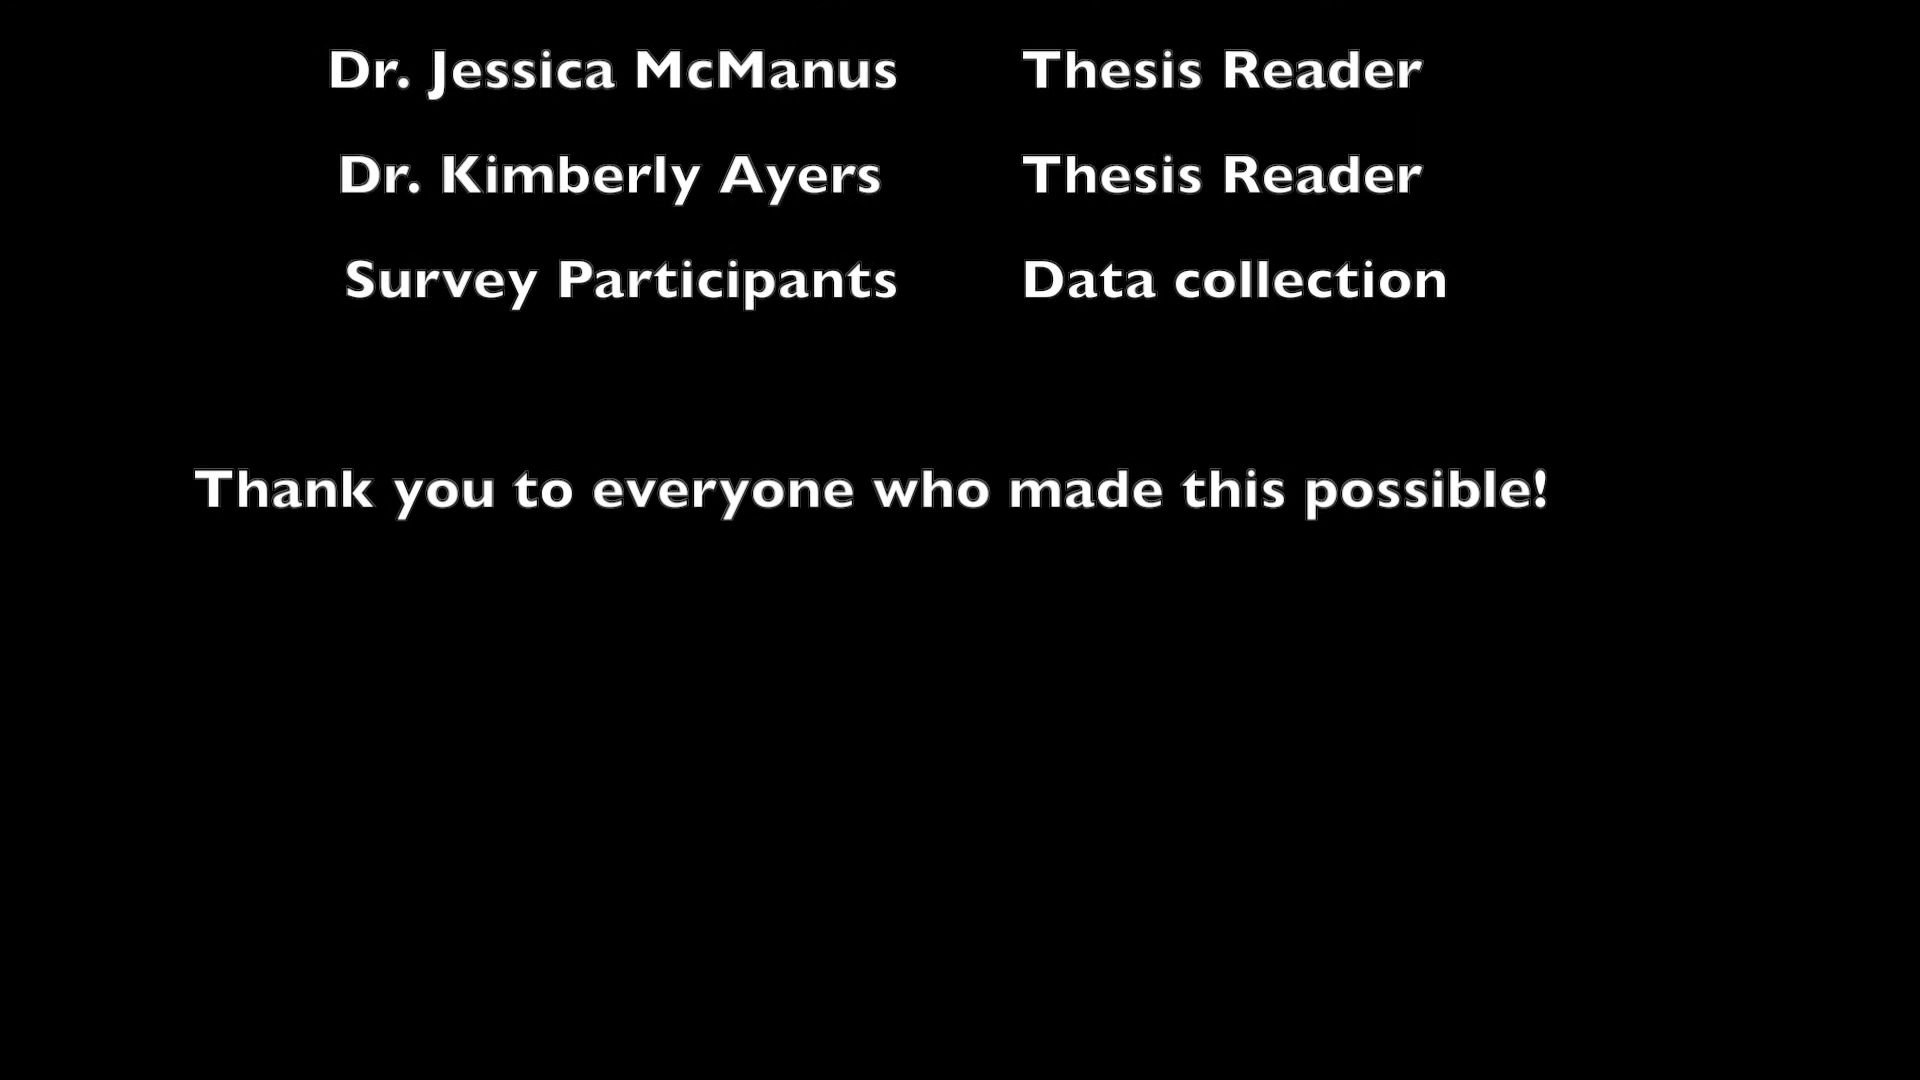 Dr. Jessica McManus Thesis Reader
Dr. Kimberly Ayers Thesis Reader
Survey Participants Data collection
Thank you to everyone who made this possible!